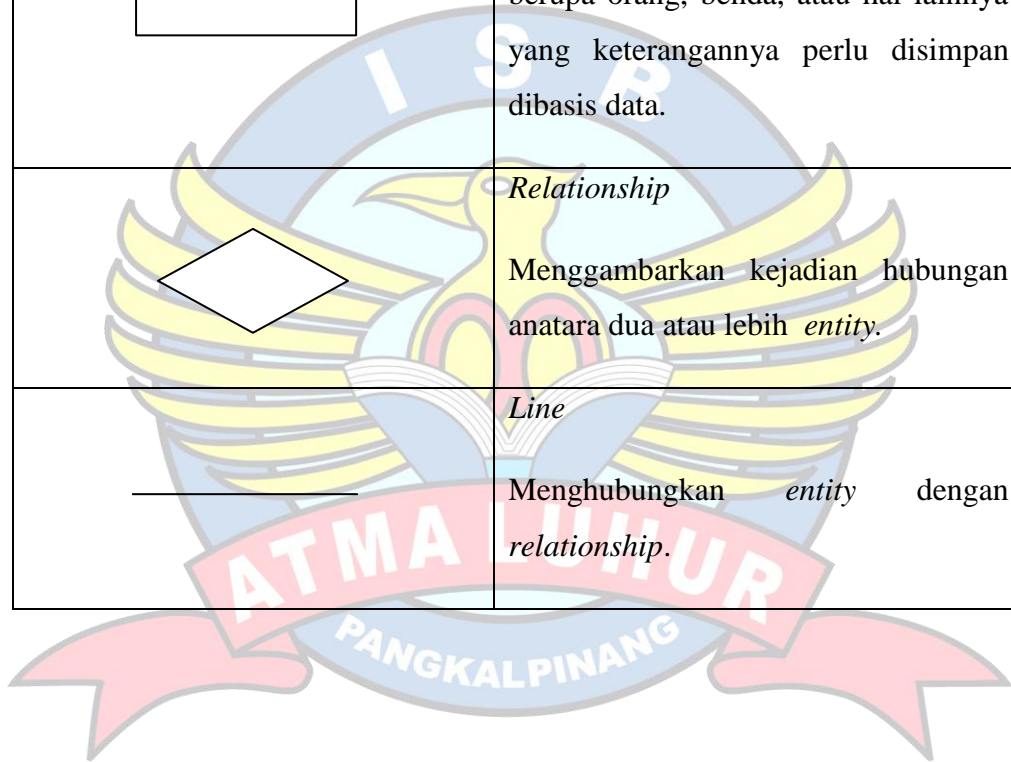 berupa orang, benda, atau hal lainnya
yang keterangannya perlu disimpan
dibasis data.
Relationship
Menggambarkan kejadian hubungan
anatara dua atau lebih entity.
Line
Menghubungkan entity dengan
relationship.
I S B
ATMA LUHUR
PANGKALPINANG